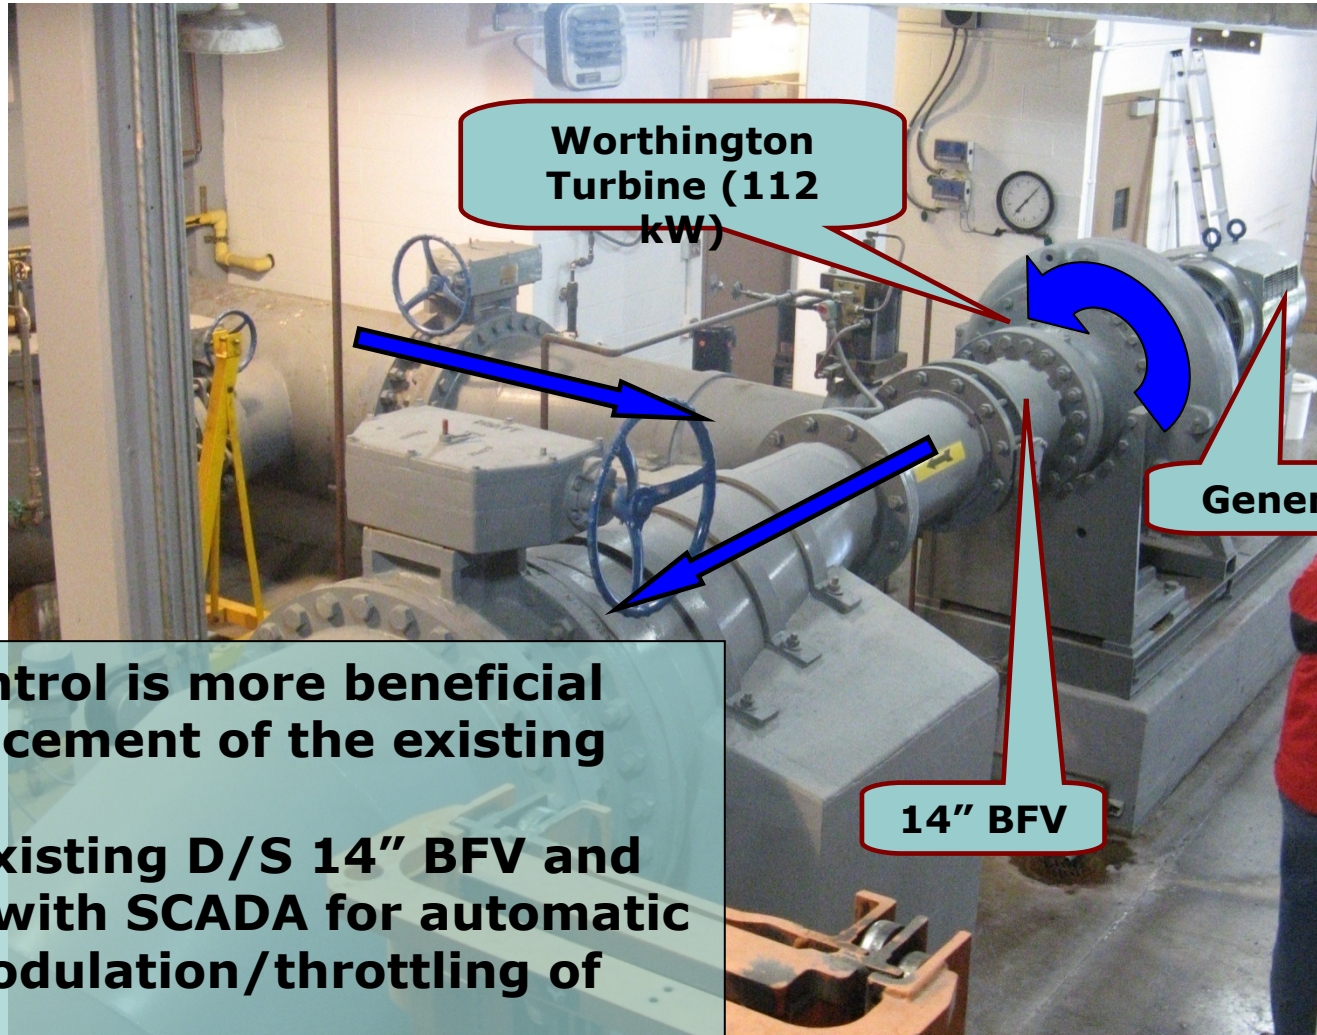 Worthington
Turbine (112
kW)
Gener
14” BFV
ntrol is more beneficial
cement of the existing
xisting D/S 14” BFV and
with SCADA for automatic
odulation/throttling of